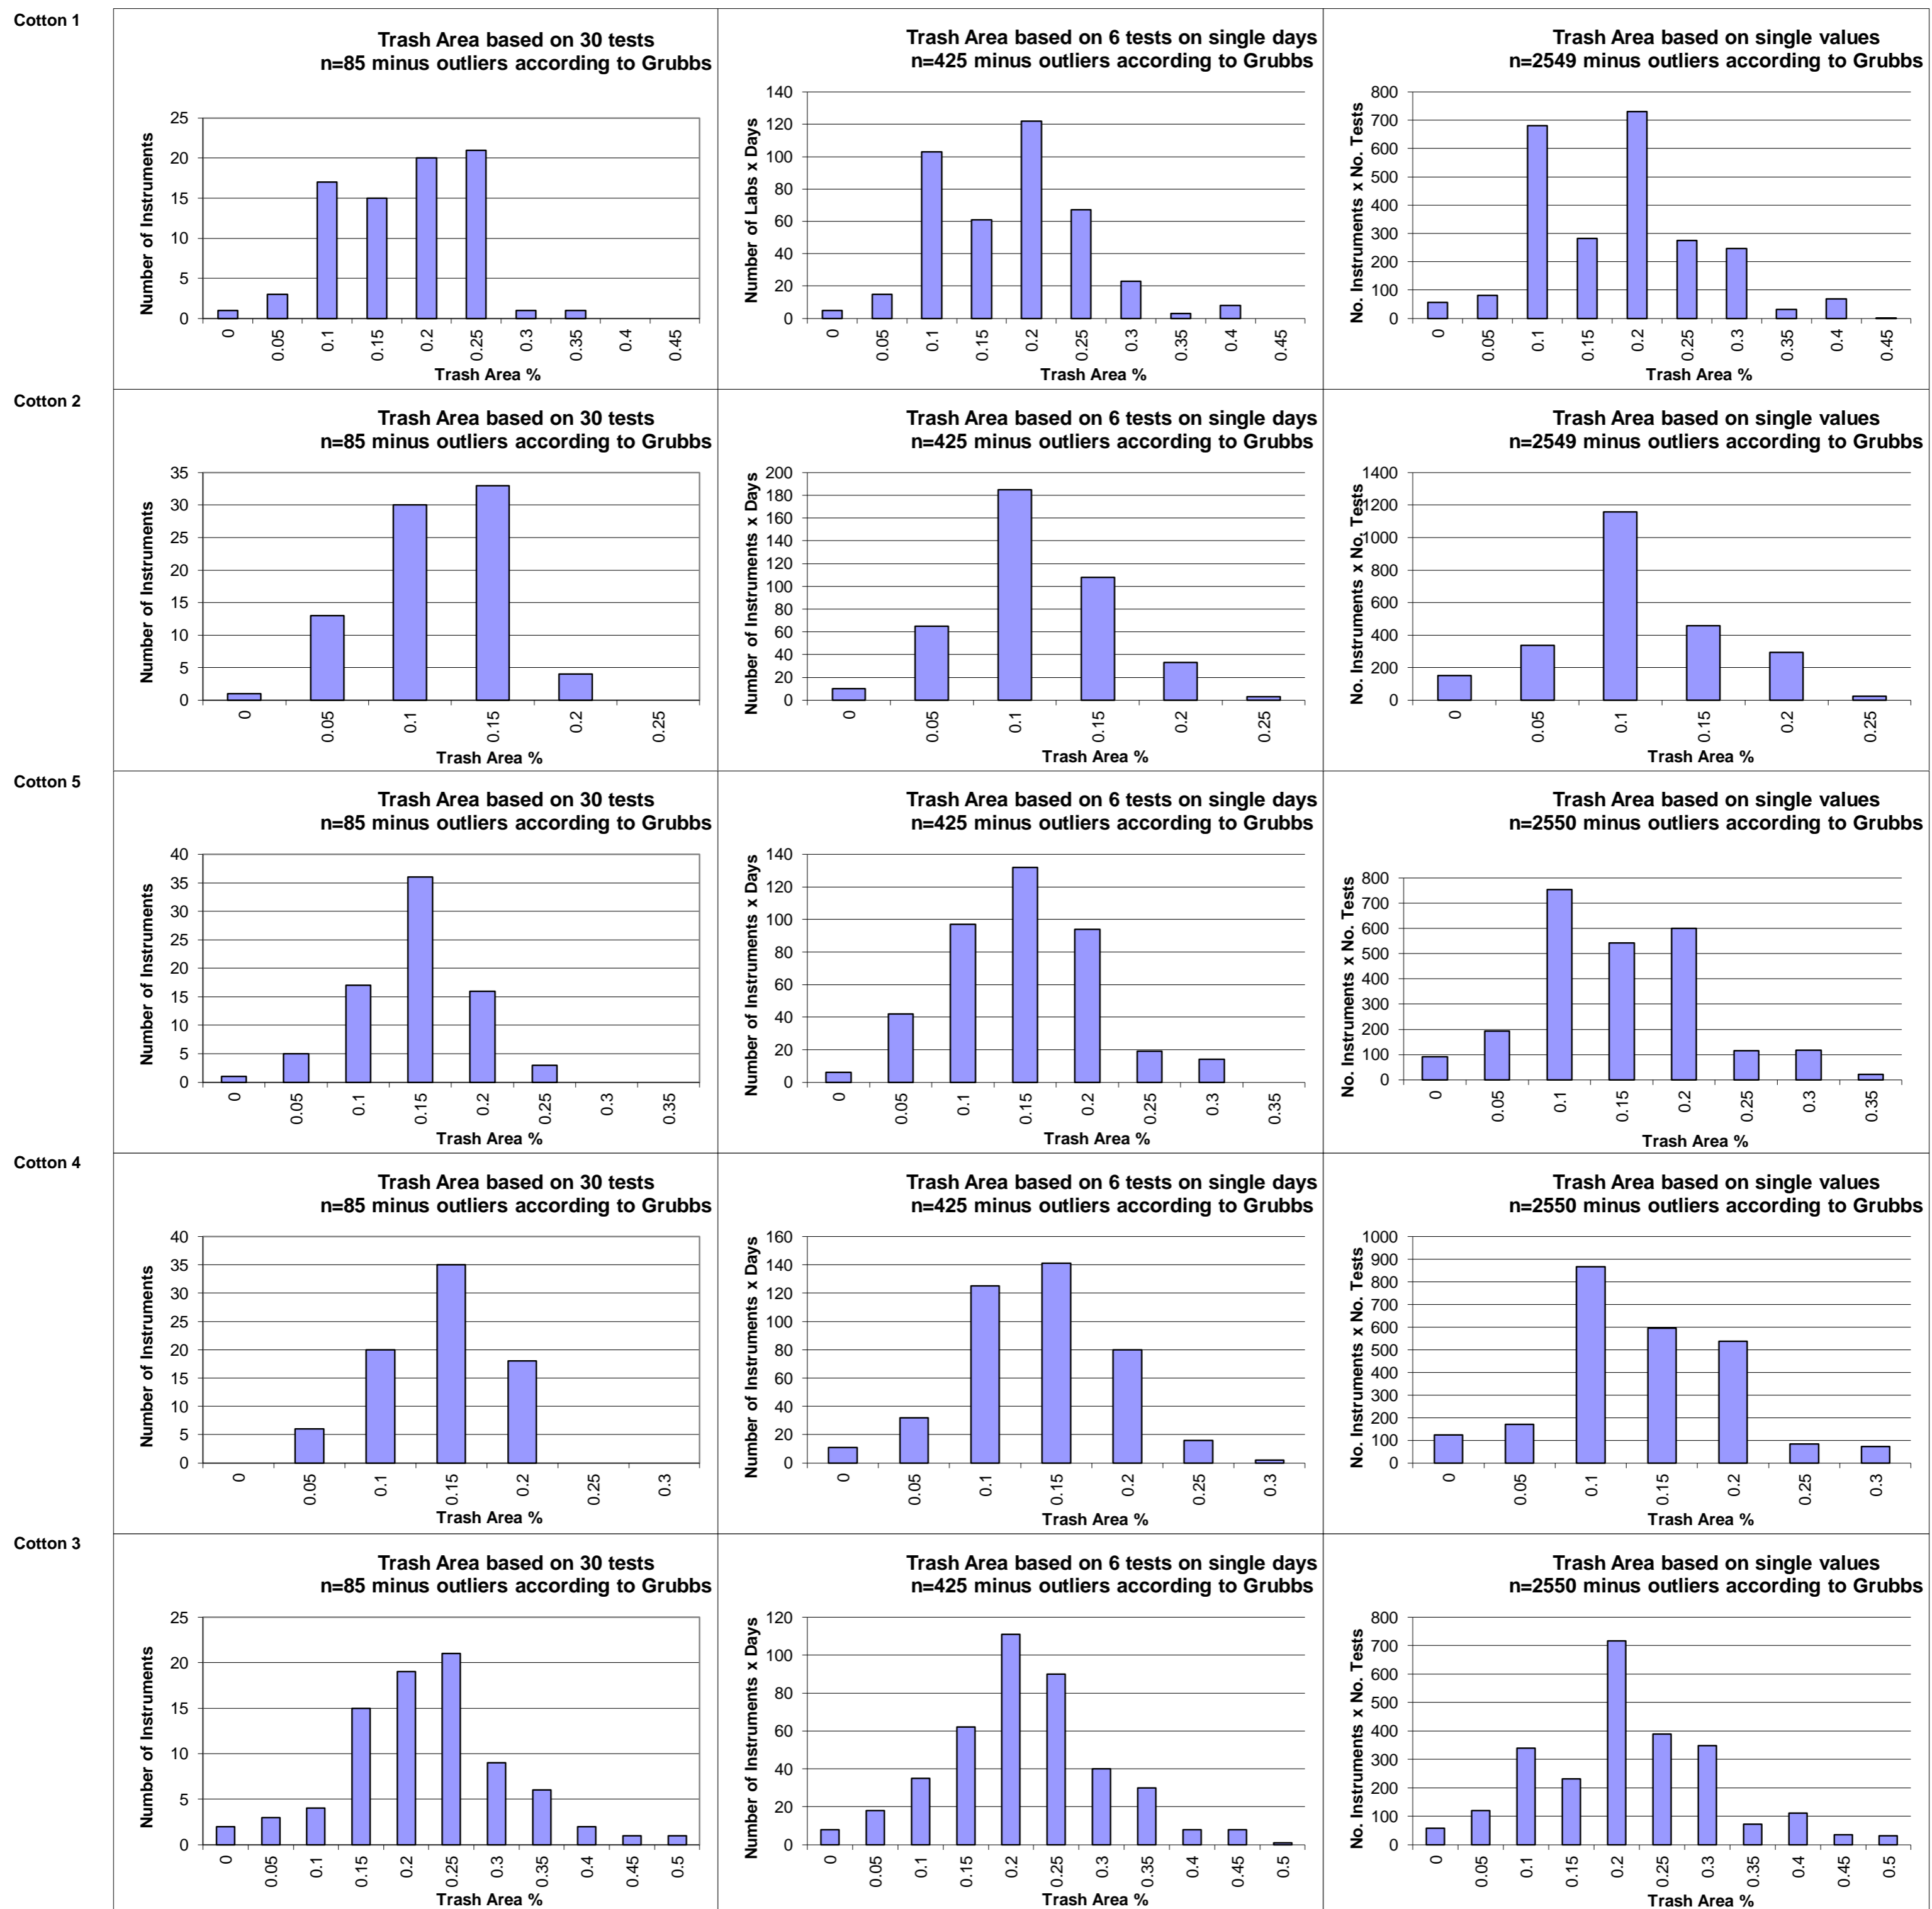 Cotton 1
Trash Area based on 30 tests
n=85 minus outliers according to Grubbs
Number of Instruments
25
20
15
10
5
0
0 0.05 0.1 0.15 0.2 0.25 0.3 0.35 0.4 0.45
Trash Area %
Trash Area based on 6 tests on single days
n=425 minus outliers according to Grubbs
Number of Labs x Days
140
120
100
80
60
40
20
0
0 0.05 0.1 0.15 0.2 0.25 0.3 0.35 0.4 0.45
Trash Area %
Trash Area based on single values
n=2549 minus outliers according to Grubbs
No. Instruments x No. Tests
800
700
600
500
400
300
200
100
0
0 0.05 0.1 0.15 0.2 0.25 0.3 0.35 0.4 0.45
Trash Area %
Cotton 2
Trash Area based on 30 tests
n=85 minus outliers according to Grubbs
Number of Instruments
35
30
25
20
15
10
5
0
0 0.05 0.1 0.15 0.2 0.25
Trash Area %
Trash Area based on 6 tests on single days
n=425 minus outliers according to Grubbs
Number of Instruments x Days
200
180
160
140
120
100
80
60
40
20
0
0 0.05 0.1 0.15 0.2 0.25
Trash Area %
Trash Area based on single values
n=2549 minus outliers according to Grubbs
No. Instruments x No. Tests
1400
1200
1000
800
600
400
200
0
0 0.05 0.1 0.15 0.2 0.25
Trash Area %
Cotton 5
Trash Area based on 30 tests
n=85 minus outliers according to Grubbs
Number of Instruments
40
35
30
25
20
15
10
5
0
0 0.05 0.1 0.15 0.2 0.25 0.3 0.35
Trash Area %
Trash Area based on 6 tests on single days
n=425 minus outliers according to Grubbs
Number of Instruments x Days
140
120
100
80
60
40
20
0
0 0.05 0.1 0.15 0.2 0.25 0.3 0.35
Trash Area %
Trash Area based on single values
n=2550 minus outliers according to Grubbs
No. Instruments x No. Tests
800
700
600
500
400
300
200
100
0
0 0.05 0.1 0.15 0.2 0.25 0.3 0.35
Trash Area %
Cotton 4
Trash Area based on 30 tests
n=85 minus outliers according to Grubbs
Number of Instruments
40
35
30
25
20
15
10
5
0
0 0.05 0.1 0.15 0.2 0.25 0.3
Trash Area %
Trash Area based on 6 tests on single days
n=425 minus outliers according to Grubbs
Number of Instruments x Days
160
140
120
100
80
60
40
20
0
0 0.05 0.1 0.15 0.2 0.25 0.3
Trash Area %
Trash Area based on single values
n=2550 minus outliers according to Grubbs
No. Instruments x No. Tests
1000
900
800
700
600
500
400
300
200
100
0
0 0.05 0.1 0.15 0.2 0.25 0.3
Trash Area %
Cotton 3
Trash Area based on 30 tests
n=85 minus outliers according to Grubbs
Number of Instruments
25
20
15
10
5
0
0 0.05 0.1 0.15 0.2 0.25 0.3 0.35 0.4 0.45 0.5
Trash Area %
Trash Area based on 6 tests on single days
n=425 minus outliers according to Grubbs
Number of Instruments x Days
120
100
80
60
40
20
0
0 0.05 0.1 0.15 0.2 0.25 0.3 0.35 0.4 0.45 0.5
Trash Area %
Trash Area based on single values
n=2550 minus outliers according to Grubbs
No. Instruments x No. Tests
800
700
600
500
400
300
200
100
0
0 0.05 0.1 0.15 0.2 0.25 0.3 0.35 0.4 0.45 0.5
Trash Area %